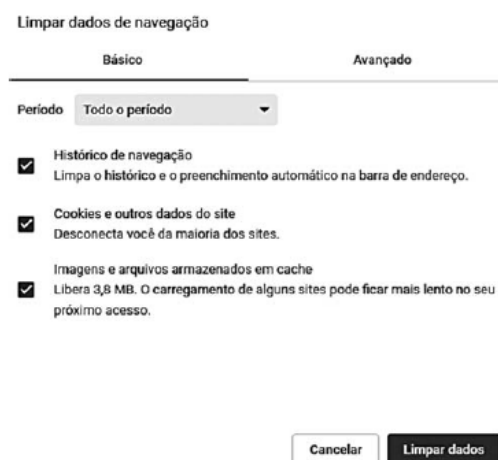 Limpar dados de navegação
Básico Avançado
Período Todo o período
Histórico de navegação
Limpa o histórico e o preenchimento automático na barra de endereço.
Cookies e outros dados do site
Desconecta você da maioria dos sites.
Imagens e arquivos armazenados em cache
Libera 3,8 MB. O carregamento de alguns sites pode ficar mais lento no seu
próximo acesso.
Cancelar Limpar dados